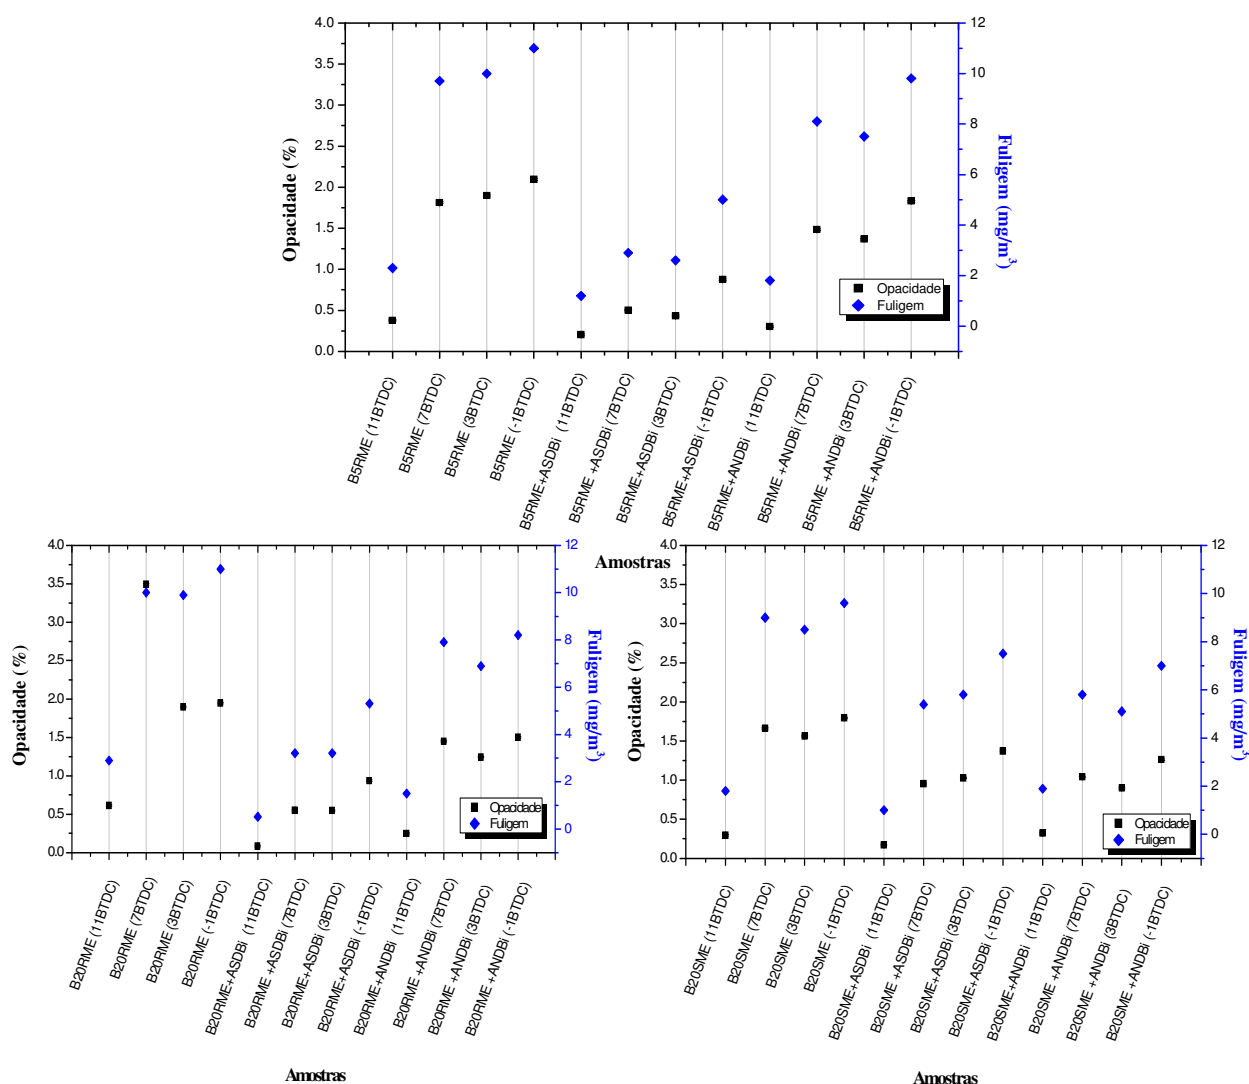 4.0
3.5
3.0
2.5
2.0
1.5
1.0
0.5
0.0
Opacidade (%)
12
10
8
6
4
2
0
Fuligem (mg/m³)
Opacidade
Fuligem
B5RME (11BTDC)
B5RME (7BTDC)
B5RME (3BTDC)
B5RME (-1BTDC)
B5RME+ASDBi (11BTDC)
B5RME +ASDBi (7BTDC)
B5RME+ASDBi (3BTDC)
B5RME+ASDBi (-1BTDC)
B5RME+ANDBi (11BTDC)
B5RME +ANDBi (7BTDC)
B5RME +ANDBi (3BTDC)
B5RME +ANDBi (-1BTDC)
Amostras
4.0
3.5
3.0
2.5
2.0
1.5
1.0
0.5
0.0
Opacidade (%)
12
10
8
6
4
2
0
Fuligem (mg/m³)
Opacidade
Fuligem
B20RME (11BTDC)
B20RME (7BTDC)
B20RME (3BTDC)
B20RME (-1BTDC)
B20RME+ASDBi (11BTDC)
B20RME +ASDBi (7BTDC)
B20RME+ASDBi (3BTDC)
B20RME+ASDBi (-1BTDC)
B20RME+ANDBi (11BTDC)
B20RME +ANDBi (7BTDC)
B20RME +ANDBi (3BTDC)
B20RME +ANDBi (-1BTDC)
Amostras
4.0
3.5
3.0
2.5
2.0
1.5
1.0
0.5
0.0
Opacidade (%)
12
10
8
6
4
2
0
Fuligem (mg/m³)
Opacidade
Fuligem
B20SME (11BTDC)
B20SME (7BTDC)
B20SME (3BTDC)
B20SME (-1BTDC)
B20SME+ASDBi (11BTDC)
B20SME +ASDBi (7BTDC)
B20SME+ASDBi (3BTDC)
B20SME+ASDBi (-1BTDC)
B20SME+ANDBi (11BTDC)
B20SME +ANDBi (7BTDC)
B20SME +ANDBi (3BTDC)
B20SME +ANDBi (-1BTDC)
Amostras